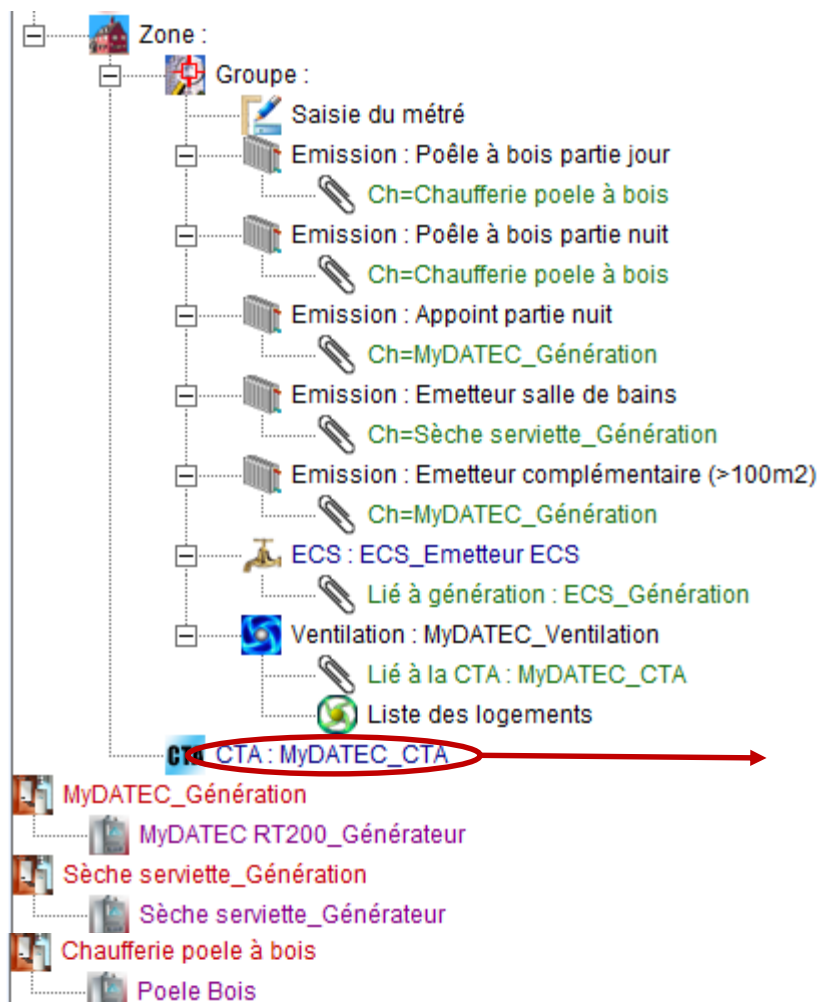 Zone :
Groupe :
Saisie du métré
Emission : Poêle à bois partie jour
Ch=Chaufferie poele à bois
Emission : Poêle à bois partie nuit
Ch=Chaufferie poele à bois
Emission : Appoint partie nuit
Ch=MyDATEC_Génération
Emission : Emetteur salle de bains
Ch=Sèche serviette_Génération
Emission : Emetteur complémentaire (>100m2)
Ch=MyDATEC_Génération
ECS : ECS_Emetteur ECS
Lié à génération : ECS_Génération
Ventilation : MyDATEC_Ventilation
Lié à la CTA : MyDATEC_CTA
Liste des logements
CTA CTA : MyDATEC_CTA
MyDATEC_Génération
MyDATEC RT200_Générateur
Sèche serviette_Génération
Sèche serviette_Générateur
Chaufferie poele à bois
Poele Bois